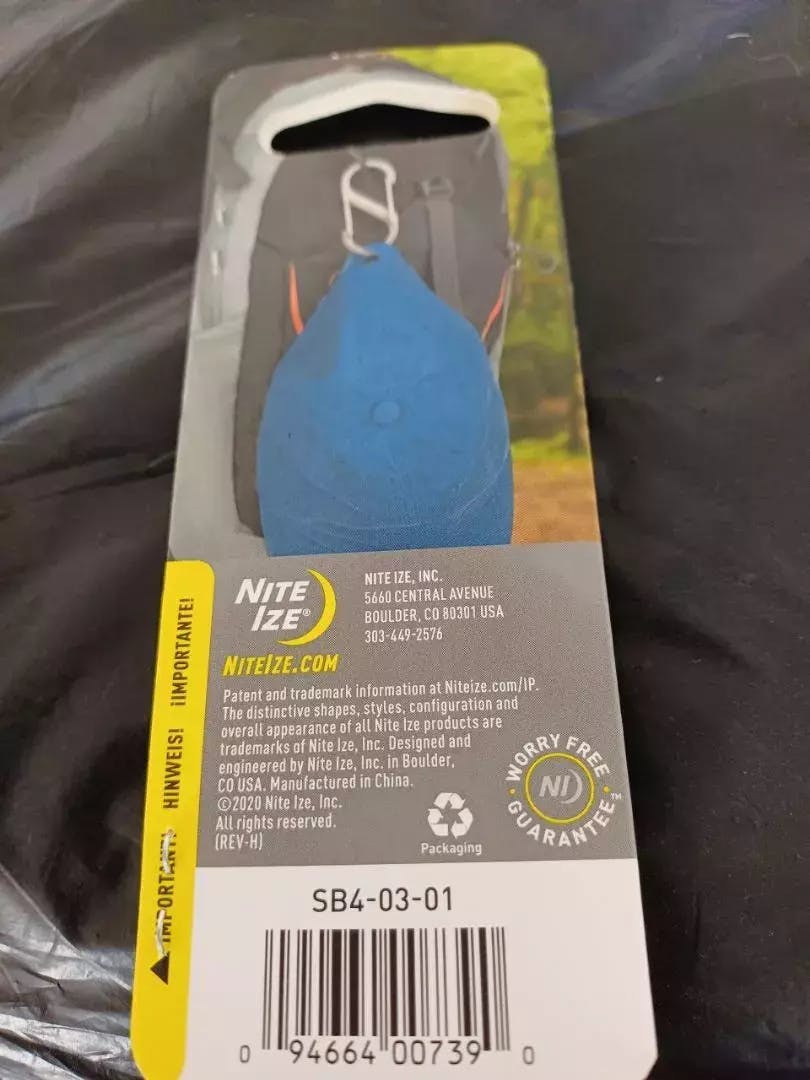 NITE
IZE®
NITEIZE.COM
NITE IZE, INC.
5660 CENTRAL AVENUE
BOULDER, CO 80301 USA
303-449-2576
Patent and trademark information at Niteize.com/IP.
The distinctive shapes, styles, configuration and
overall appearance of all Nite Ize products are
trademarks of Nite Ize, Inc. Designed and
engineered by Nite Ize, Inc. in Boulder,
CO USA. Manufactured in China.
©2020 Nite Ize, Inc.
All rights reserved.
(REV-H)
Packaging
WORRY FREE
NI
GUARANTEE™
IMPORTANT! HINWEIS! ¡IMPORTANTE!
SB4-03-01
0 94664 00739 0